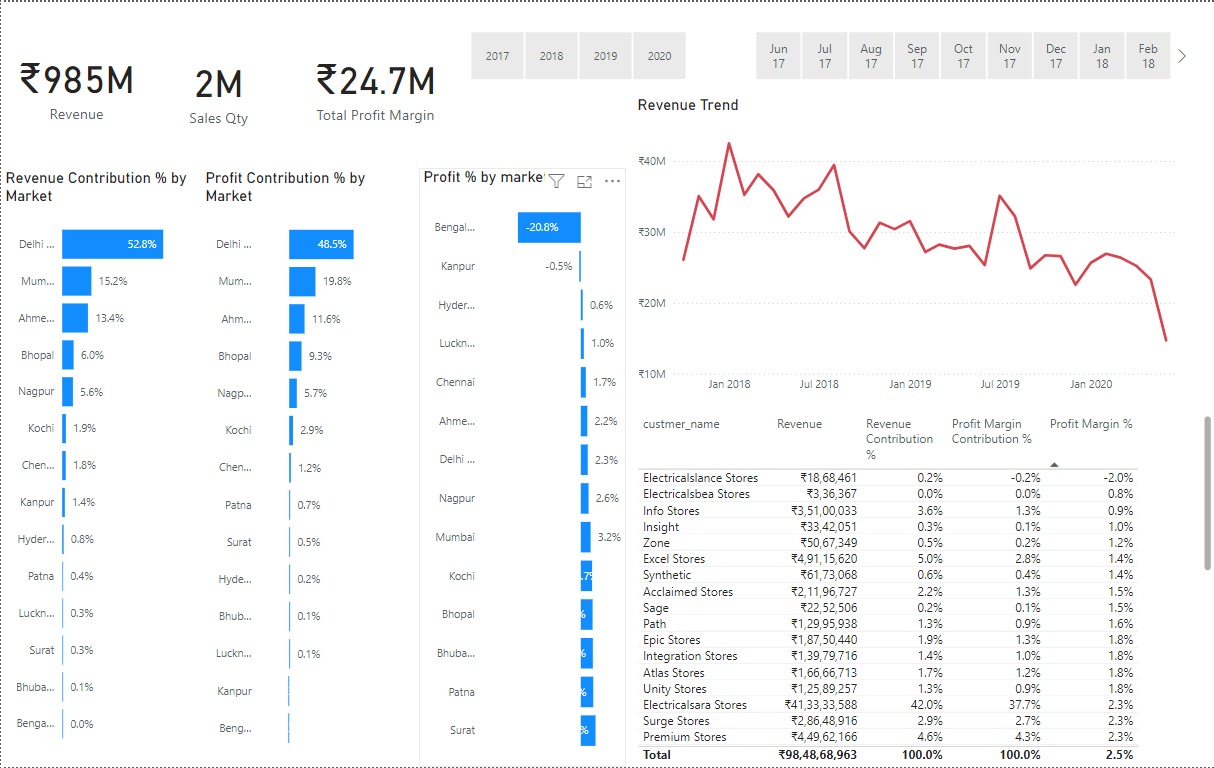 ₹985M
Revenue
2M
Sales Qty
₹24.7M
Total Profit Margin
2017 2018 2019 2020
Jun 17 Jul 17 Aug 17 Sep 17 Oct 17 Nov 17 Dec 17 Jan 18 Feb 18
Revenue Contribution % by
Market
Delhi ... 52.8%
Mum... 15.2%
Ahme... 13.4%
Bhopal 6.0%
Nagpur 5.6%
Kochi 1.9%
Chen... 1.8%
Kanpur 1.4%
Hyder... 0.8%
Patna 0.4%
Luckn... 0.3%
Surat 0.3%
Bhuba... 0.1%
Benga... 0.0%
Profit Contribution % by
Market
Delhi ... 48.5%
Mum... 19.8%
Ahm... 11.6%
Bhopal 9.3%
Nagp... 5.7%
Kochi 2.9%
Chen... 1.2%
Patna 0.7%
Surat 0.5%
Hyde... 0.2%
Bhub... 0.1%
Luckn... 0.1%
Kanpur
Beng...
Profit % by marke
Bengal... -20.8%
Kanpur -0.5%
Hyder... 0.6%
Luckn... 1.0%
Chennai 1.7%
Ahme... 2.2%
Delhi ... 2.3%
Nagpur 2.6%
Mumbai 3.2%
Kochi
Bhopal %
Bhuba... %
Patna %
Surat %
Revenue Trend
₹40M
₹30M
₹20M
₹10M
Jan 2018 Jul 2018 Jan 2019 Jul 2019 Jan 2020
custmer_name Revenue Revenue Contribution % Profit Margin Contribution % Profit Margin %
Electricalslance Stores ₹18,68,461 0.2% -0.2% -2.0%
Electricalsbea Stores ₹3,36,367 0.0% 0.0% 0.8%
Info Stores ₹3,51,00,033 3.6% 1.3% 0.9%
Insight ₹33,42,051 0.3% 0.1% 1.0%
Zone ₹50,67,349 0.5% 0.2% 1.2%
Excel Stores ₹4,91,15,620 5.0% 2.8% 1.4%
Synthetic ₹61,73,068 0.6% 0.4% 1.4%
Acclaimed Stores ₹2,11,96,727 2.2% 1.3% 1.5%
Sage ₹22,52,536 0.2% 0.1% 1.5%
Path ₹1,29,95,938 1.3% 0.9% 1.6%
Epic Stores ₹1,87,50,440 1.9% 1.3% 1.8%
Integration Stores ₹1,39,79,716 1.4% 1.0% 1.8%
Atlas Stores ₹1,66,66,713 1.7% 1.2% 1.8%
Unity Stores ₹1,25,89,257 1.3% 0.9% 1.8%
Electricalsara Stores ₹41,33,33,588 42.0% 37.7% 2.3%
Surge Stores ₹2,86,48,916 2.9% 2.7% 2.3%
Premium Stores ₹4,49,62,166 4.6% 4.3% 2.3%
Total ₹98,48,68,963 100.0% 100.0% 2.5%